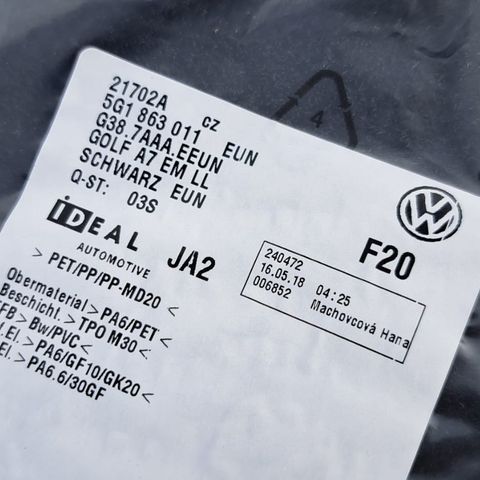 4
21702A CZ
5G1 863 011 EUN
G38.7AAA.EEUN
GOLF A7 EM LL
SCHWARZ EUN
Q-ST: 03S
IDEAL
AUTOMOTIVE
JA2
F20
> PET/PP/PP-MD20 <
240472
16.05.18 04:25
006852 Machovcová Hana
Obermaterial > PA6/PET <
Beschicht. > TPO M30 <
FB > Bw/PVC <
.El. > PA6/GF10/GK20 <
El. > PA6.6/30GF